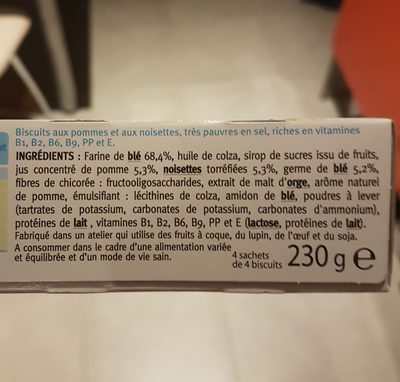 Biscuits aux pommes et aux noisettes, très pauvres en sel, riches en vitamines
B1, B2, B6, B9, PP et E.
INGRÉDIENTS : Farine de blé 68,4%, huile de colza, sirop de sucres issu de fruits,
jus concentré de pomme 5,3%, noisettes torréfiées 5,3%, germe de blé 5,2%,
fibres de chicorée : fructooligosaccharides, extrait de malt d'orge, arôme naturel
de pomme, émulsifiant : lécithines de colza, amidon de blé, poudres à lever
(tartrates de potassium, carbonates de potassium, carbonates d'ammonium),
protéines de lait , vitamines B1, B2, B6, B9, PP et E (lactose, protéines de lait).
Fabriqué dans un atelier qui utilise des fruits à coque, du lupin, de l'œuf et du soja.
A consommer dans le cadre d'une alimentation variée
et équilibrée et d'un mode de vie sain.
4 sachets
de 4 biscuits
230 g e